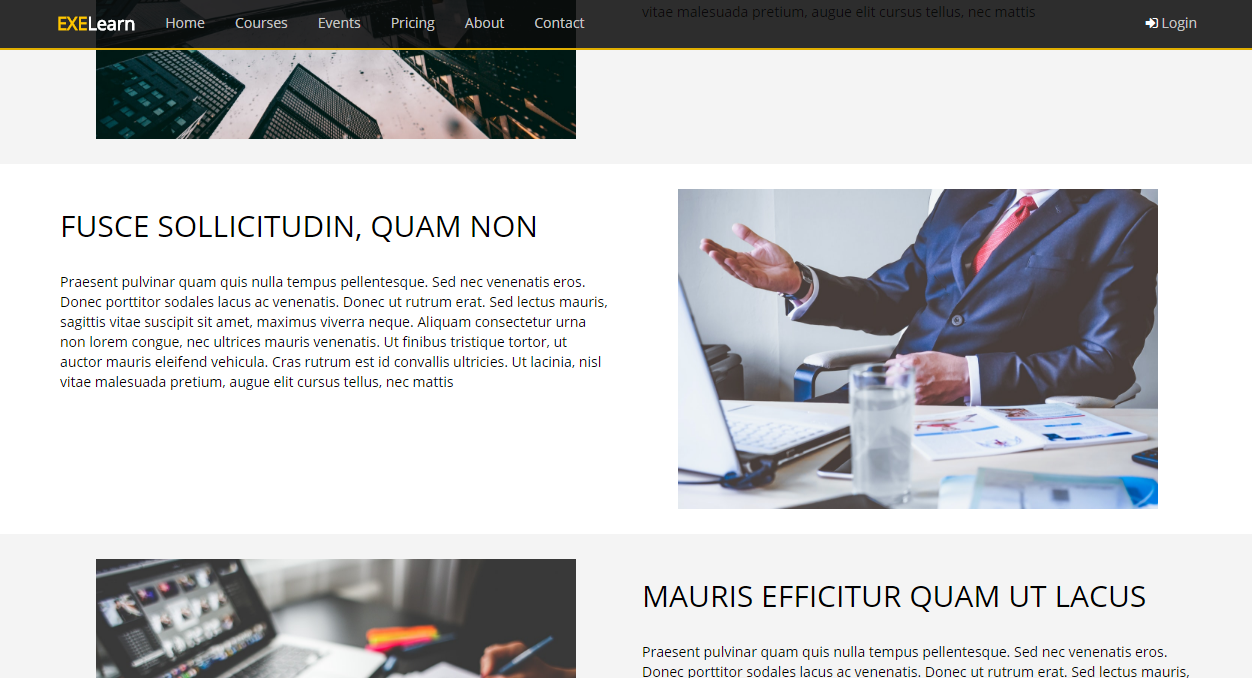 EXELearn Home Courses Events Pricing About Contact Login
vitae malesuada pretium, augue elit cursus tellus, nec mattis
FUSCE SOLLICITUDIN, QUAM NON
Praesent pulvinar quam quis nulla tempus pellentesque. Sed nec venenatis eros.
Donec porttitor sodales lacus ac venenatis. Donec ut rutrum erat. Sed lectus mauris,
sagittis vitae suscipit sit amet, maximus viverra neque. Aliquam consectetur urna
non lorem congue, nec ultrices mauris venenatis. Ut finibus tristique tortor, ut
auctor mauris eleifend vehicula. Cras rutrum est id convallis ultricies. Ut lacinia, nisl
vitae malesuada pretium, augue elit cursus tellus, nec mattis
MAURIS EFFICITUR QUAM UT LACUS
Praesent pulvinar quam quis nulla tempus pellentesque. Sed nec venenatis eros.
Donec porttitor sodales lacus ac venenatis. Donec ut rutrum erat. Sed lectus mauris,